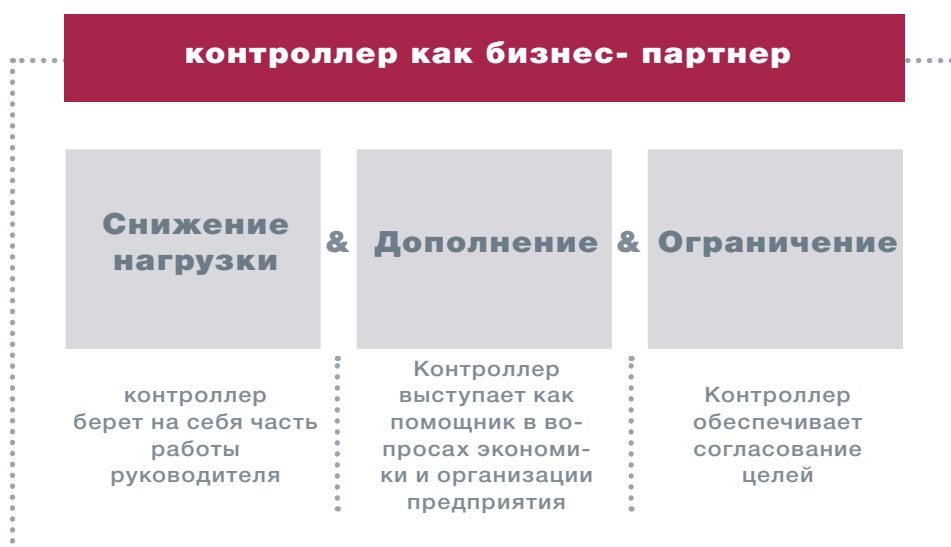 контроллер как бизнес- партнер
Снижение
нагрузки
&
Дополнение
&
Ограничение
контроллер
берет на себя часть
работы
руководителя
Контроллер
выступает как
помощник в во-
просах экономи-
ки и организации
предприятия
Контроллер
обеспечивает
согласование
целей